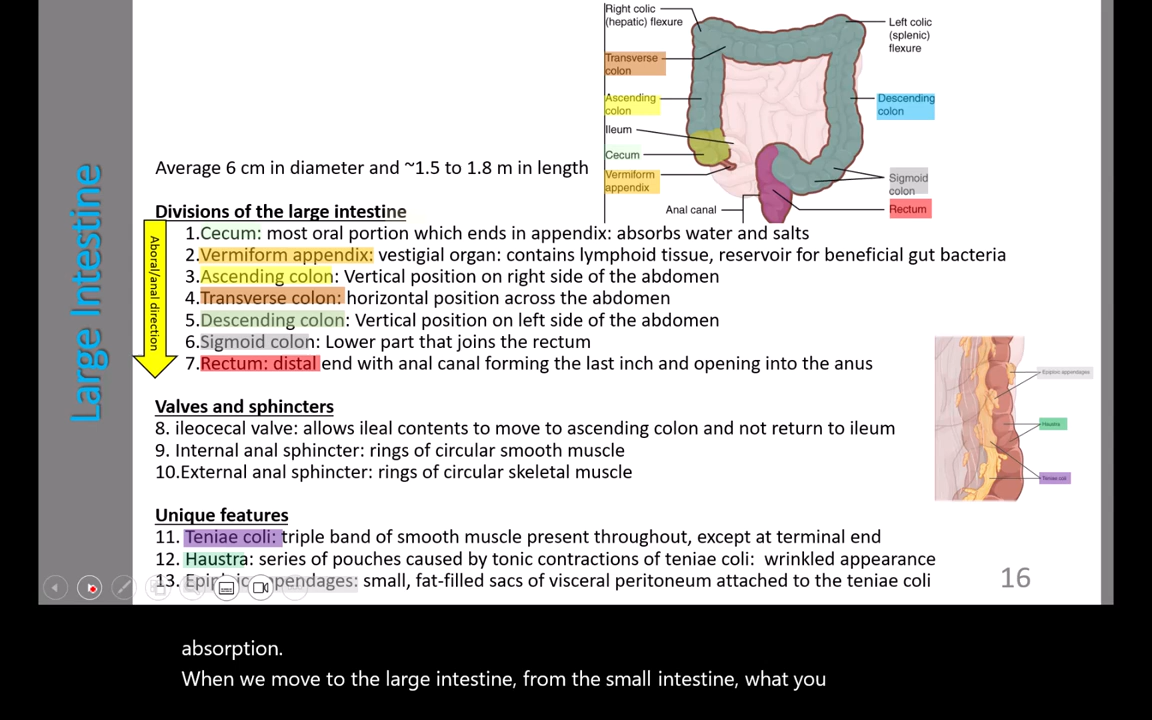 Large Intestine
Right colic
(hepatic) flexure
Transverse
colon
Ascending
colon
Ileum
Cecum
Vermiform
appendix
Anal canal
Left colic
(splenic)
flexure
Descending
colon
Sigmoid
colon
Rectum
Average 6 cm in diameter and ~1.5 to 1.8 m in length
Divisions of the large intestine
Aboral/anal direction
1.Cecum: most oral portion which ends in appendix: absorbs water and salts
2.Vermiform appendix: vestigial organ: contains lymphoid tissue, reservoir for beneficial gut bacteria
3.Ascending colon: Vertical position on right side of the abdomen
4.Transverse colon: horizontal position across the abdomen
5.Descending colon: Vertical position on left side of the abdomen
6.Sigmoid colon: Lower part that joins the rectum
7.Rectum: distal end with anal canal forming the last inch and opening into the anus
Valves and sphincters
8. ileocecal valve: allows ileal contents to move to ascending colon and not return to ileum
9. Internal anal sphincter: rings of circular smooth muscle
10.External anal sphincter: rings of circular skeletal muscle
Epiploic appendages
Haustra
Teniae coli
Unique features
11. Teniae coli: triple band of smooth muscle present throughout, except at terminal end
12. Haustra: series of pouches caused by tonic contractions of teniae coli: wrinkled appearance
13. Epiploic appendages: small, fat-filled sacs of visceral peritoneum attached to the teniae coli
16
absorption.
When we move to the large intestine, from the small intestine, what you